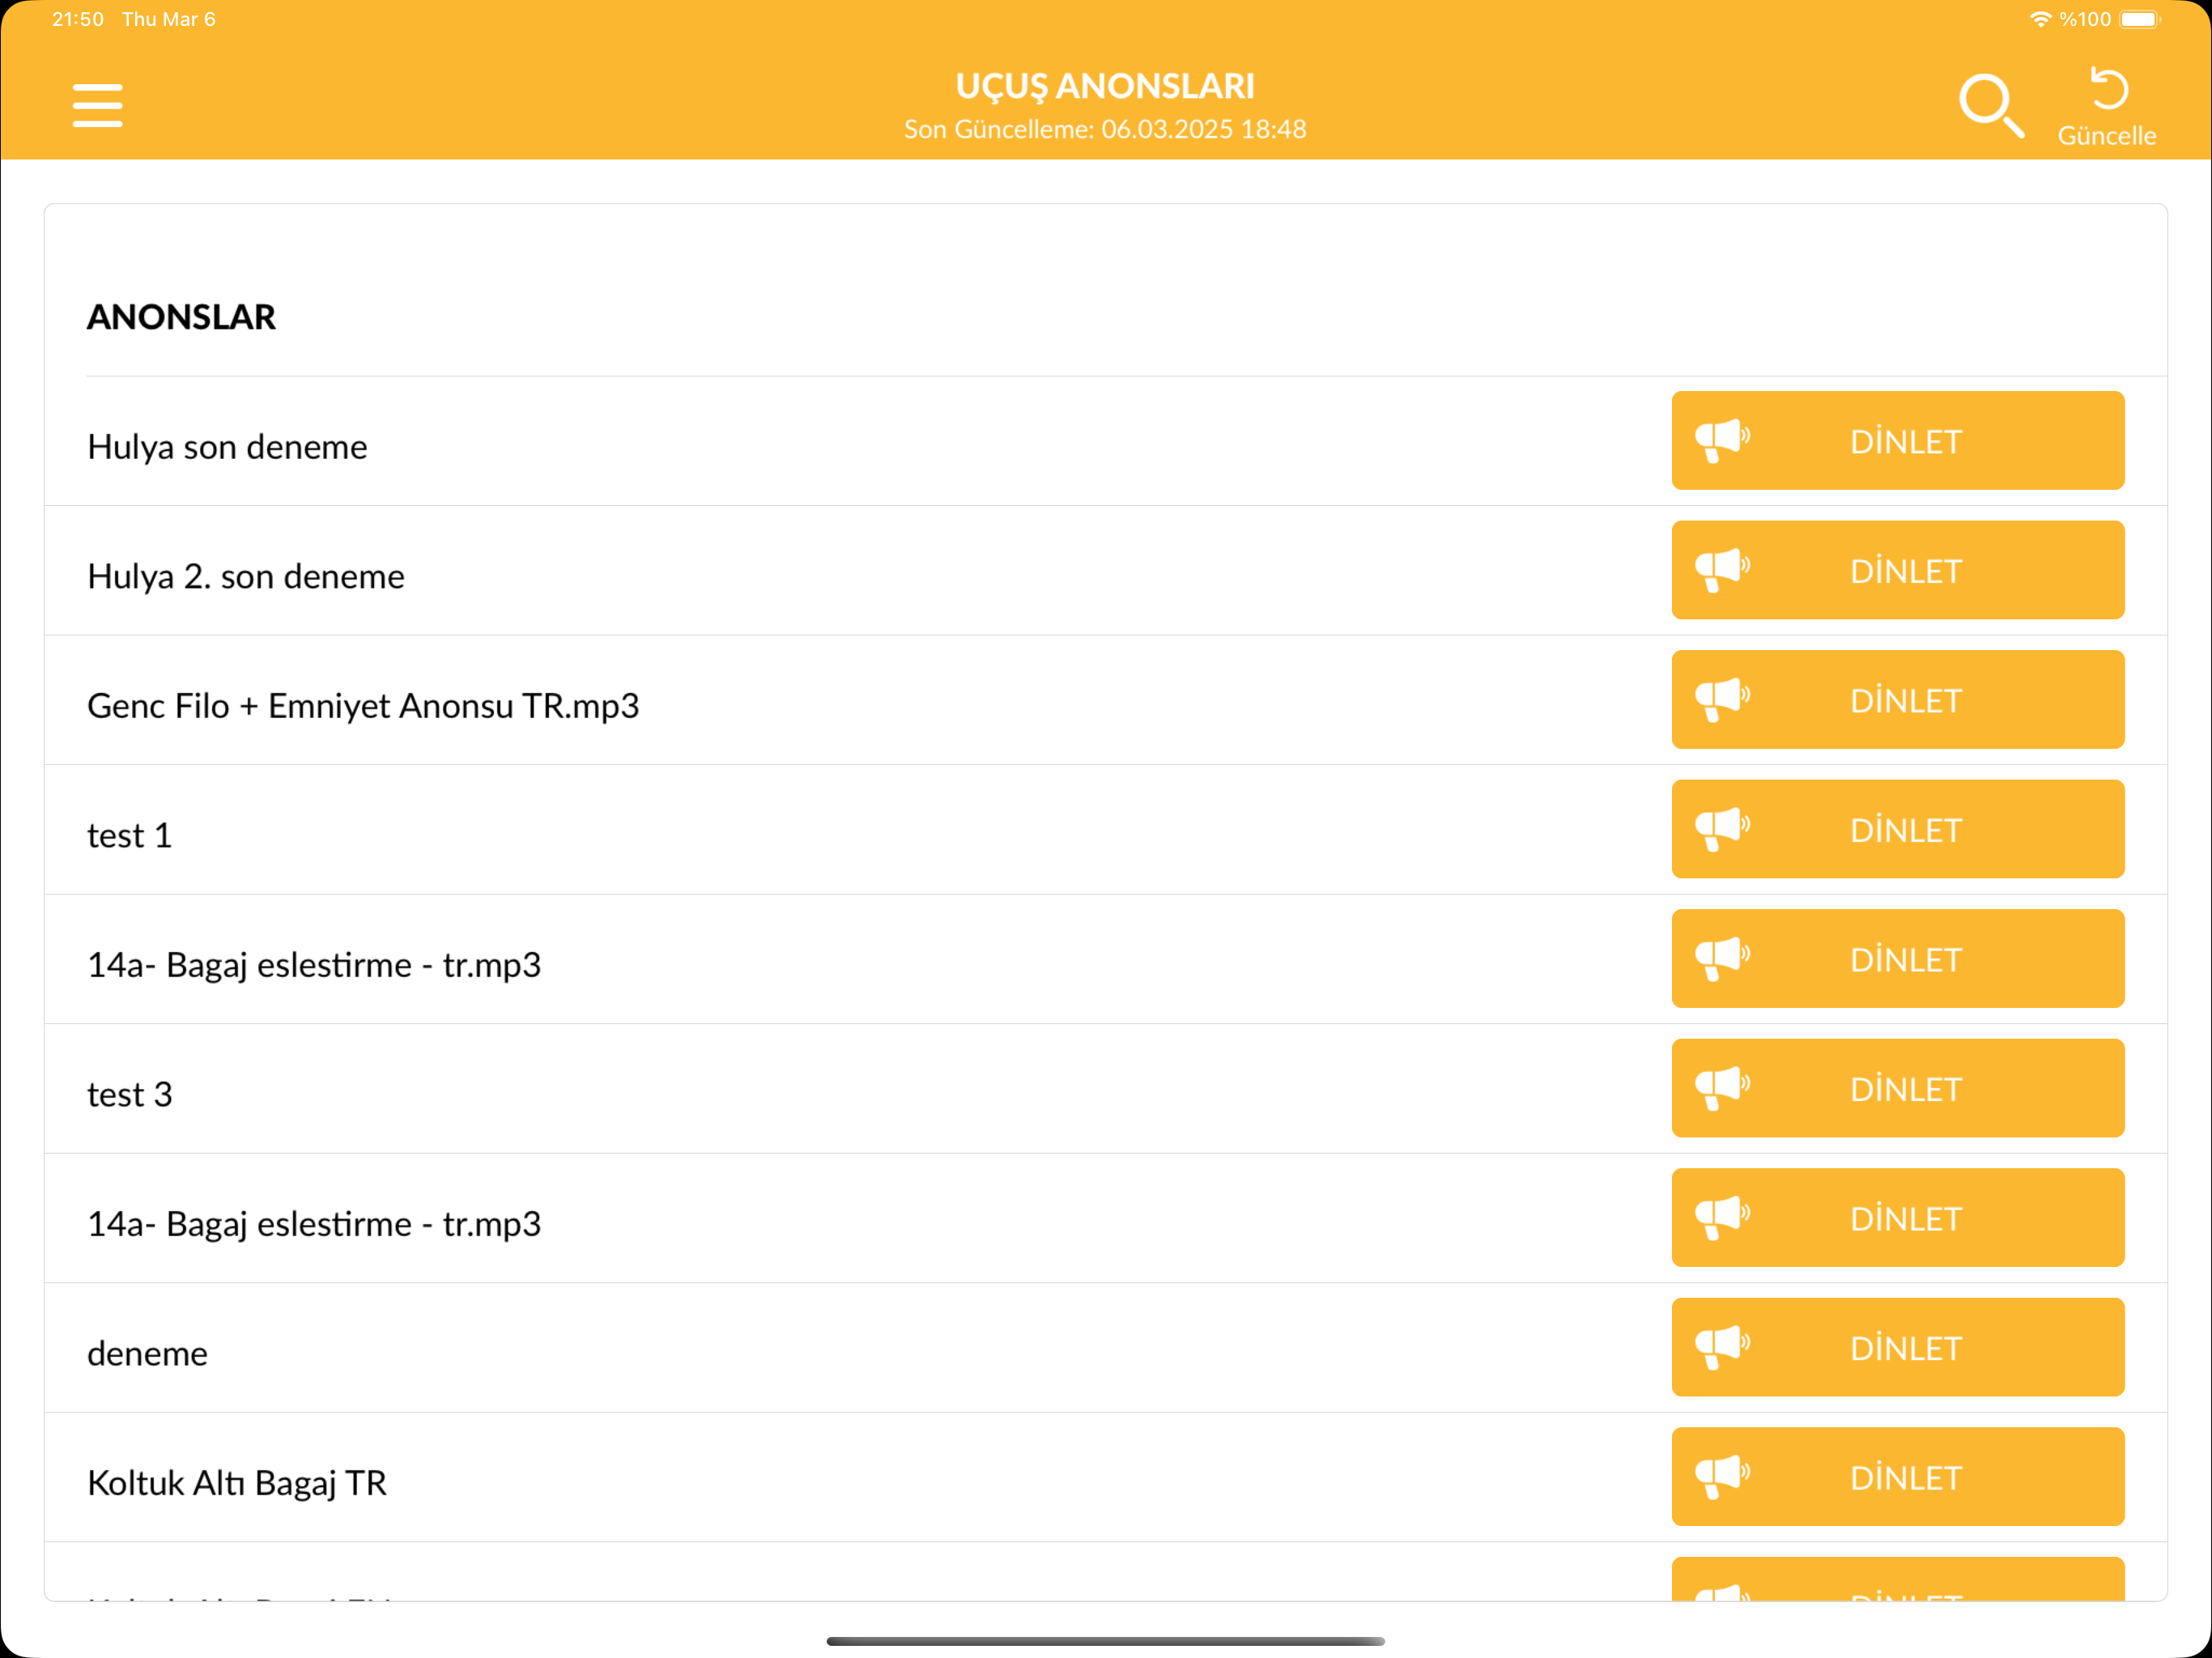 21:50 Thu Mar 6
%100
UÇUŞ ANONSLARI
Son Güncelleme: 06.03.2025 18:48
Güncelle
ANONSLAR
Hulya son deneme
DİNLET
Hulya 2. son deneme
DİNLET
Genc Filo + Emniyet Anonsu TR.mp3
DİNLET
test 1
DİNLET
14a- Bagaj eslestirme - tr.mp3
DİNLET
test 3
DİNLET
14a- Bagaj eslestirme - tr.mp3
DİNLET
deneme
DİNLET
Koltuk Altı Bagaj TR
DİNLET